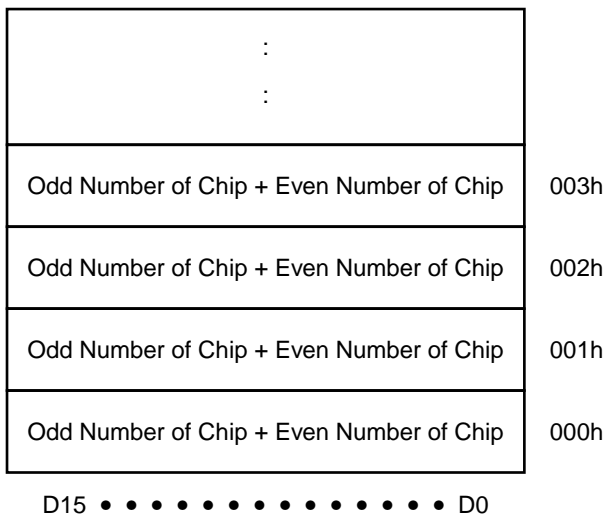 :
:
Odd Number of Chip + Even Number of Chip 003h
Odd Number of Chip + Even Number of Chip 002h
Odd Number of Chip + Even Number of Chip 001h
Odd Number of Chip + Even Number of Chip 000h
D15 • • • • • • • • • • • • • • D0